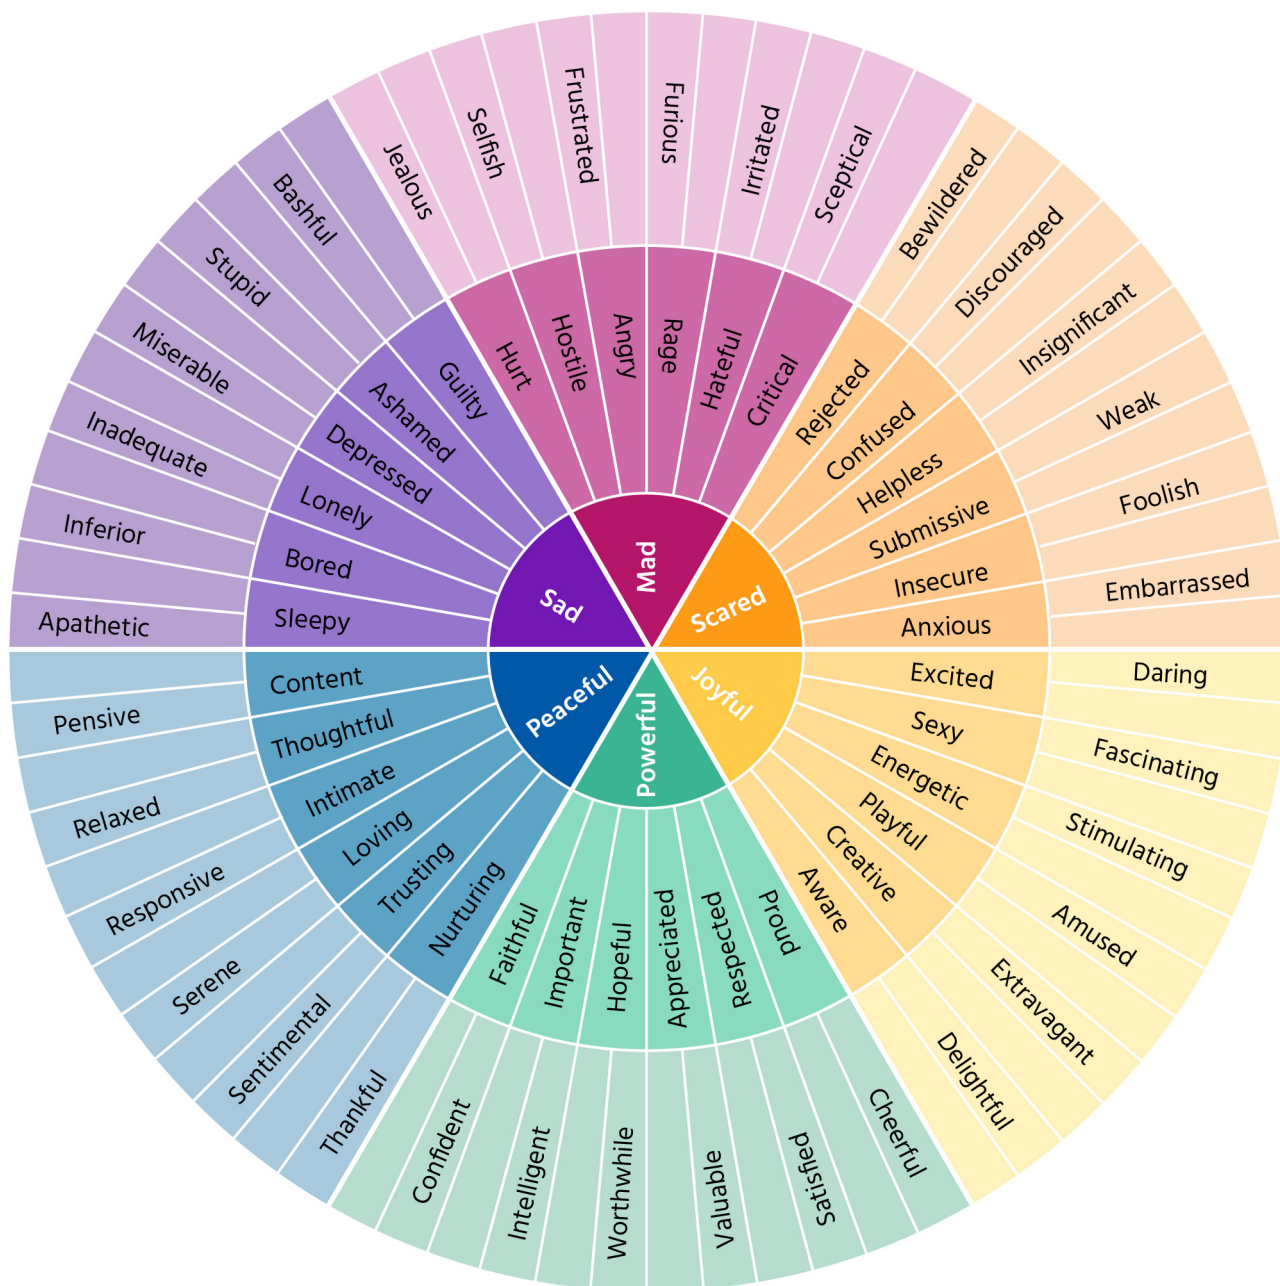 Mad
Scared
Joyful
Powerful
Peaceful
Sad
Hurt
Hostile
Angry
Rage
Hateful
Critical
Rejected
Confused
Helpless
Submissive
Insecure
Anxious
Excited
Sexy
Energetic
Playful
Creative
Aware
Proud
Respected
Appreciated
Hopeful
Important
Faithful
Nurturing
Trusting
Loving
Intimate
Thoughtful
Content
Sleepy
Bored
Lonely
Depressed
Ashamed
Guilty
Jealous
Selfish
Frustrated
Furious
Irritated
Sceptical
Bewildered
Discouraged
Insignificant
Weak
Foolish
Embarrassed
Daring
Fascinating
Stimulating
Amused
Extravagant
Delightful
Cheerful
Satisfied
Valuable
Worthwhile
Intelligent
Confident
Thankful
Sentimental
Serene
Responsive
Relaxed
Pensive
Apathetic
Inferior
Inadequate
Miserable
Stupid
Bashful